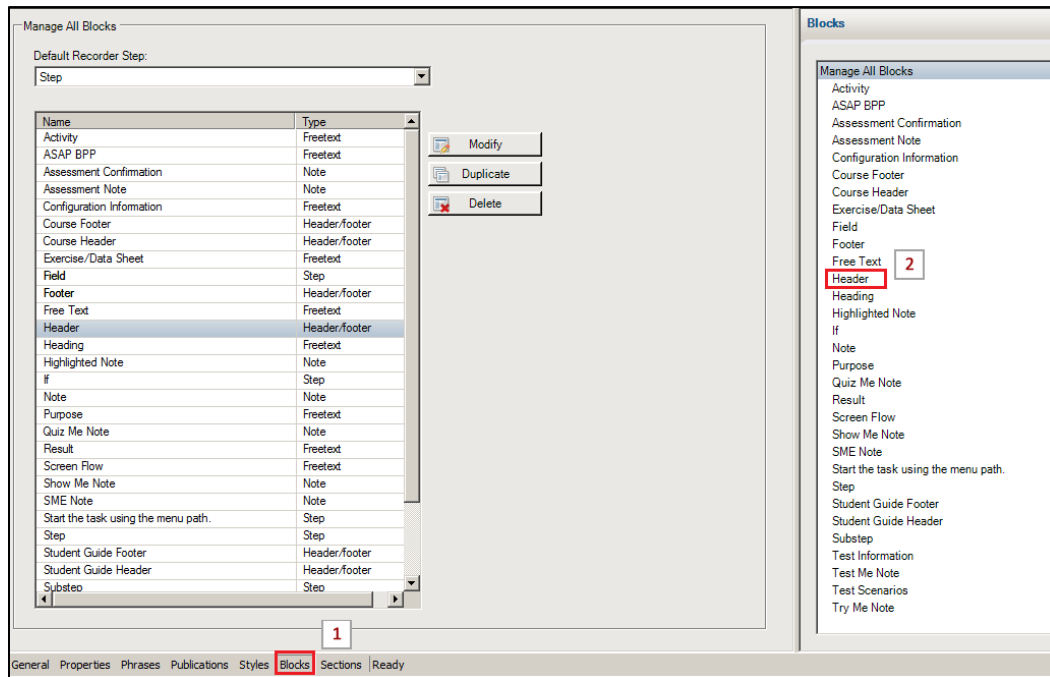 Manage All Blocks
Default Recorder Step:
Step
Name Type
Activity Freetext
ASAP BPP Freetext
Assessment Confirmation Note
Assessment Note Note
Configuration Information Freetext
Course Footer Header/footer
Course Header Header/footer
Exercise/Data Sheet Freetext
Field Step
Footer Header/footer
Free Text Freetext
Header Header/footer
Heading Freetext
Highlighted Note Note
If Step
Note Note
Purpose Freetext
Quiz Me Note Note
Result Freetext
Screen Flow Freetext
Show Me Note Note
SME Note Note
Start the task using the menu path. Step
Step Step
Student Guide Footer Header/footer
Student Guide Header Header/footer
Substep Step
Modify
Duplicate
Delete
1
General Properties Phrases Publications Styles Blocks Sections Ready
Blocks
Manage All Blocks
Activity
ASAP BPP
Assessment Confirmation
Assessment Note
Configuration Information
Course Footer
Course Header
Exercise/Data Sheet
Field
Footer
Free Text
2
Header
Heading
Highlighted Note
If
Note
Purpose
Quiz Me Note
Result
Screen Flow
Show Me Note
SME Note
Start the task using the menu path.
Step
Student Guide Footer
Student Guide Header
Substep
Test Information
Test Me Note
Test Scenarios
Try Me Note